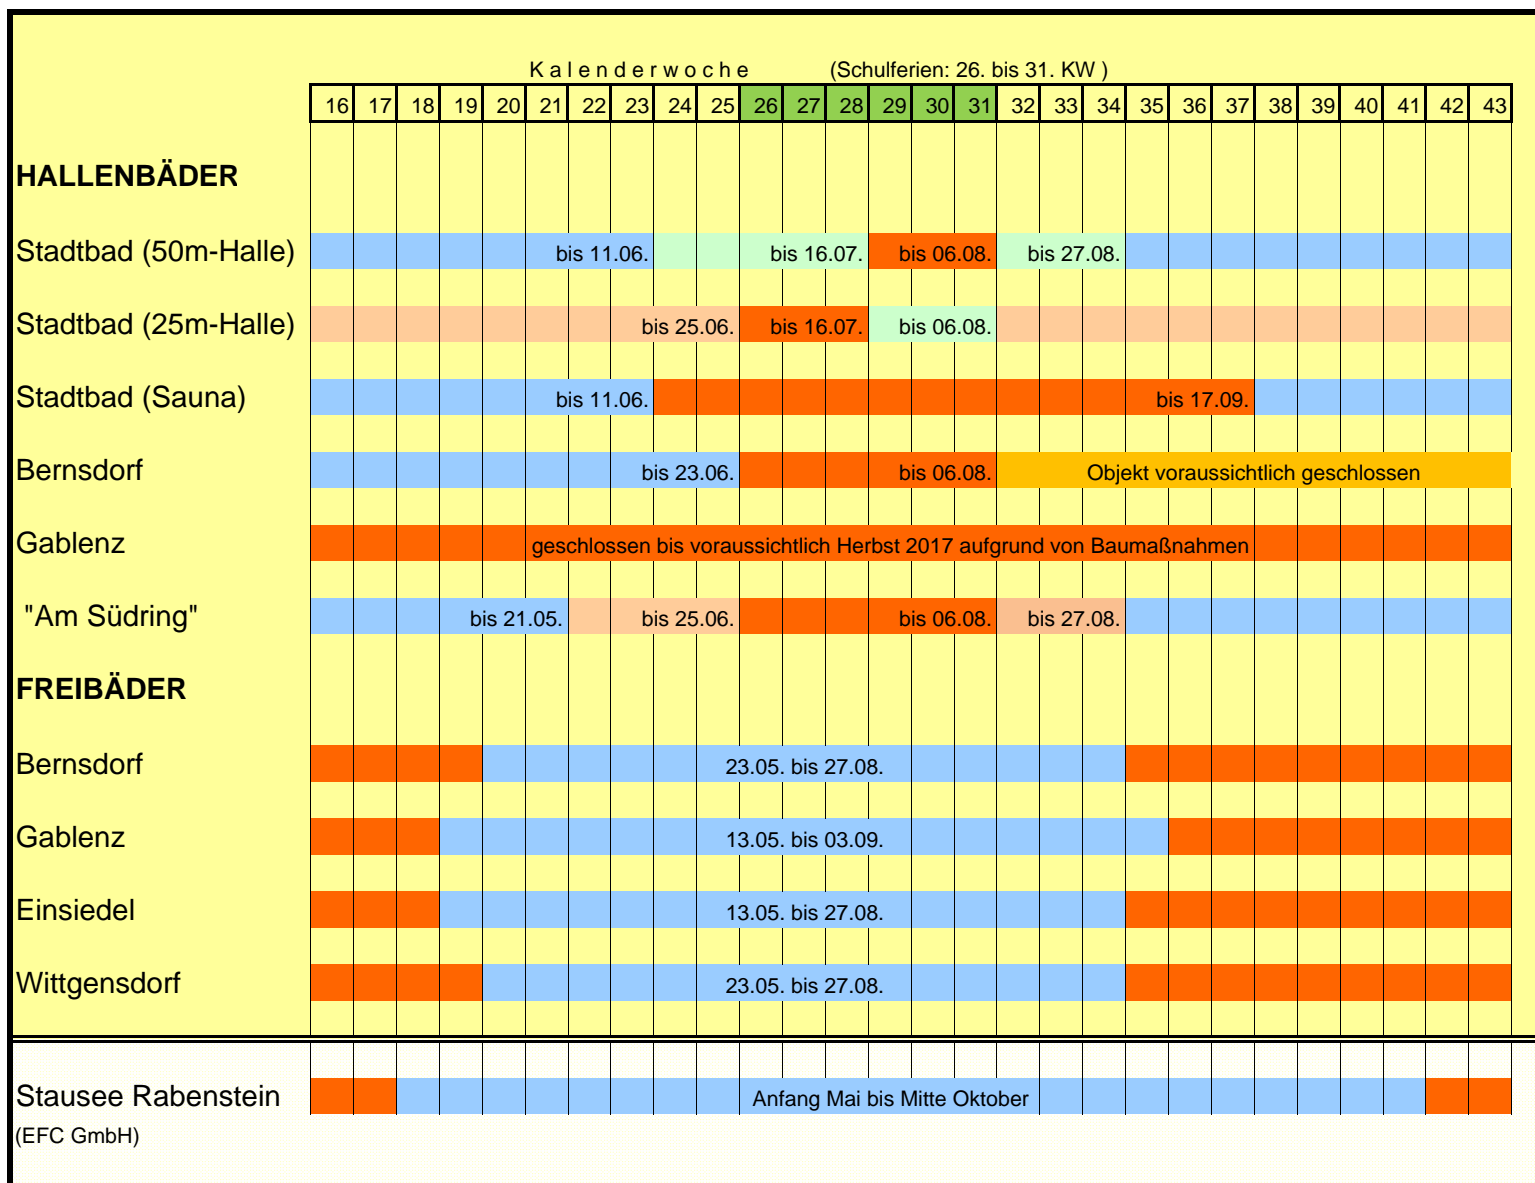 Kalenderwoche (Schulferien: 26. bis 31. KW )
16 17 18 19 20 21 22 23 24 25 26 27 28 29 30 31 32 33 34 35 36 37 38 39 40 41 42 43
HALLENBÄDER
Stadtbad (50m-Halle) bis 11.06. bis 16.07. bis 06.08. bis 27.08.
Stadtbad (25m-Halle) bis 25.06. bis 16.07. bis 06.08.
Stadtbad (Sauna) bis 11.06. bis 17.09.
Bernsdorf bis 23.06. bis 06.08. Objekt voraussichtlich geschlossen
Gablenz geschlossen bis voraussichtlich Herbst 2017 aufgrund von Baumaßnahmen
"Am Südring" bis 21.05. bis 25.06. bis 06.08. bis 27.08.
FREIBÄDER
Bernsdorf 23.05. bis 27.08.
Gablenz 13.05. bis 03.09.
Einsiedel 13.05. bis 27.08.
Wittgensdorf 23.05. bis 27.08.
Stausee Rabenstein Anfang Mai bis Mitte Oktober
(EFC GmbH)